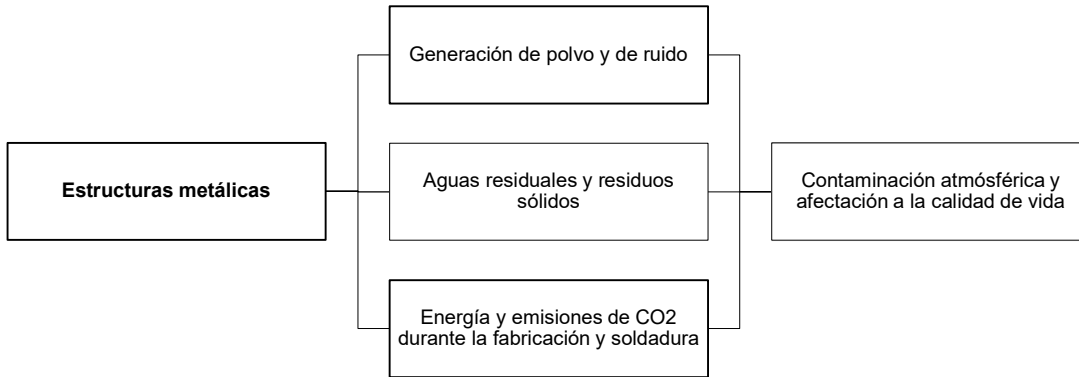 Generación de polvo y de ruido
Estructuras metálicas
Aguas residuales y residuos
sólidos
Contaminación atmósférica y
afectación a la calidad de vida
Energía y emisiones de CO2
durante la fabricación y soldadura